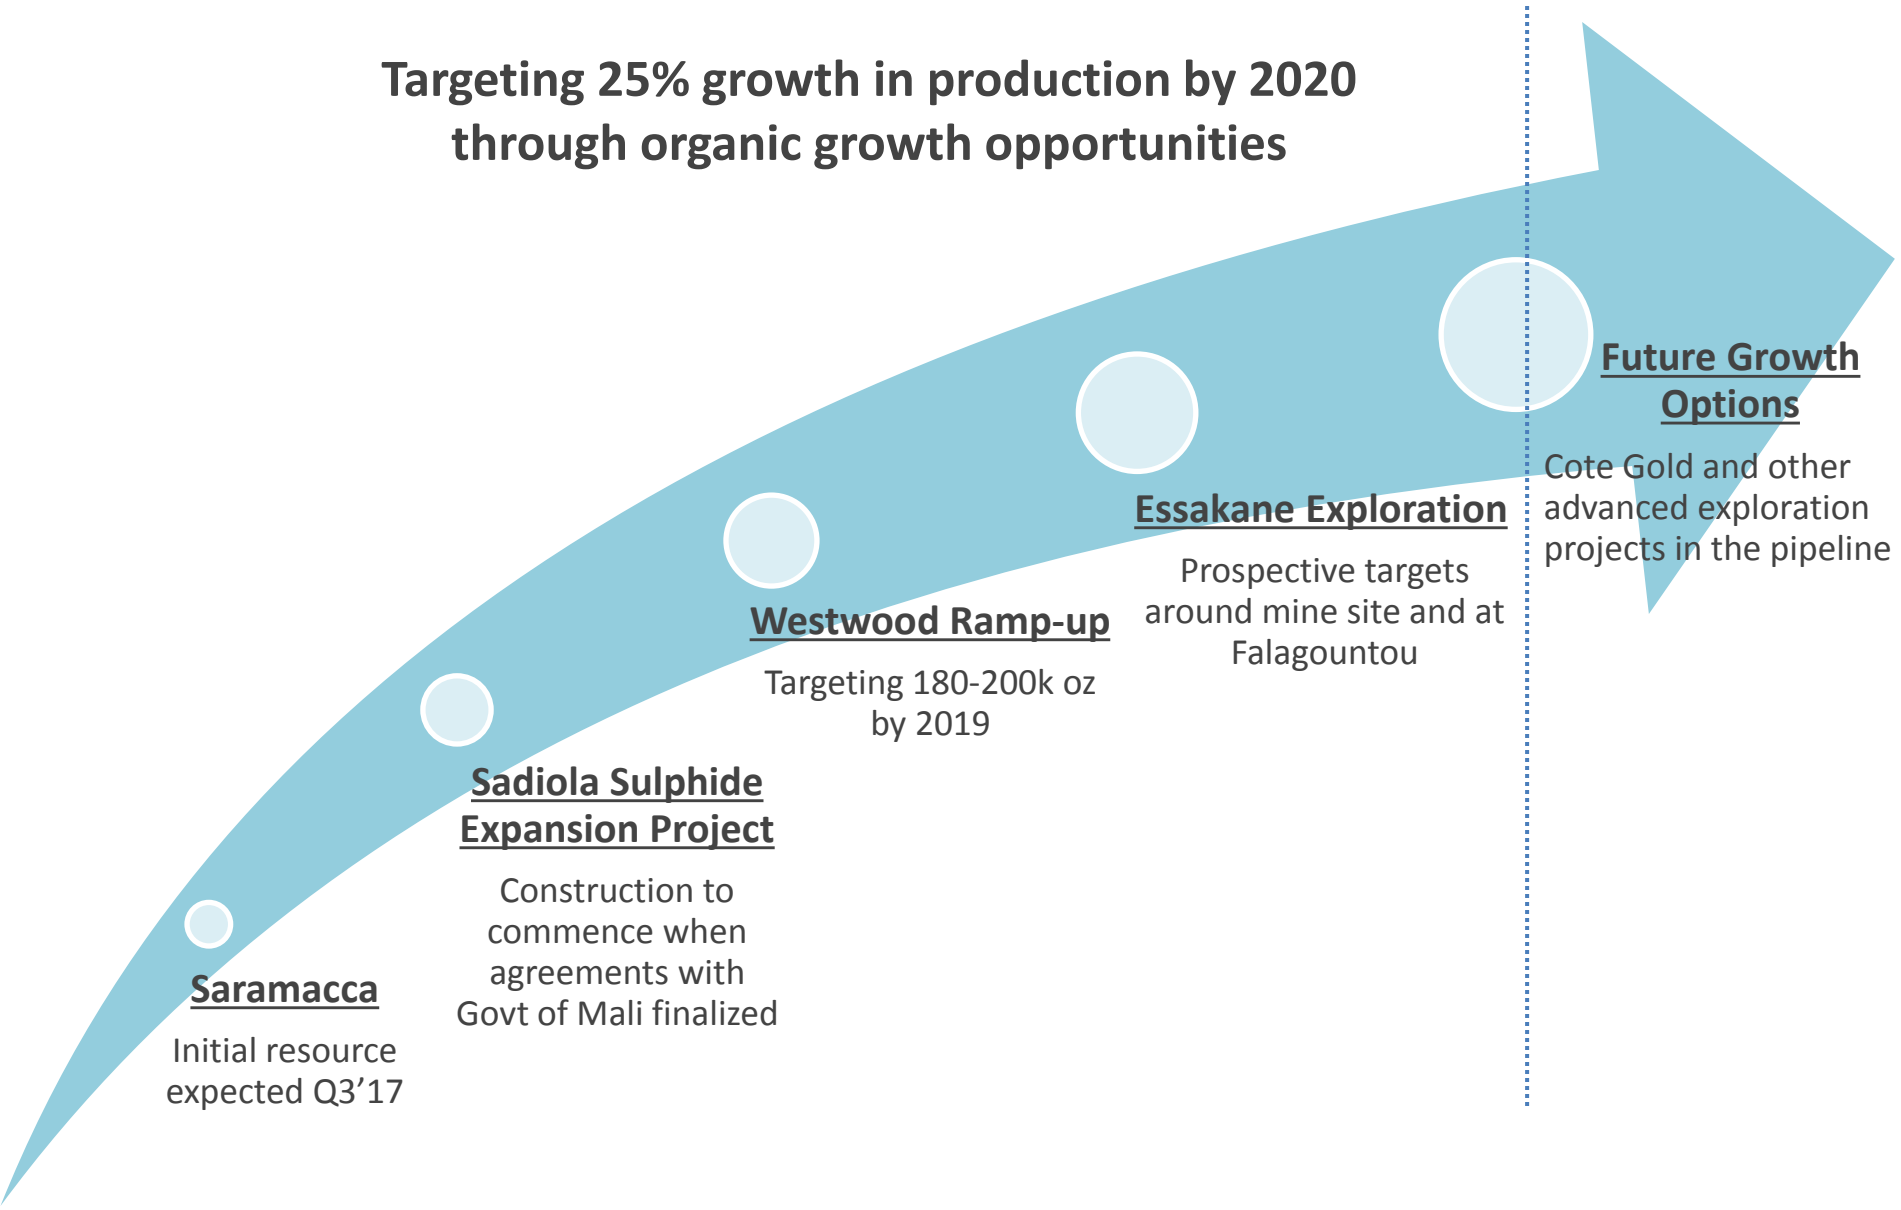 Targeting 25% growth in production by 2020
through organic growth opportunities
Future Growth
Options
Cote Gold and other
advanced exploration
projects in the pipeline
Essakane Exploration
Prospective targets
around mine site and at
Falagountou
Westwood Ramp-up
Targeting 180-200k oz
by 2019
Sadiola Sulphide
Expansion Project
Construction to
commence when
agreements with
Govt of Mali finalized
Saramacca
Initial resource
expected Q3’17